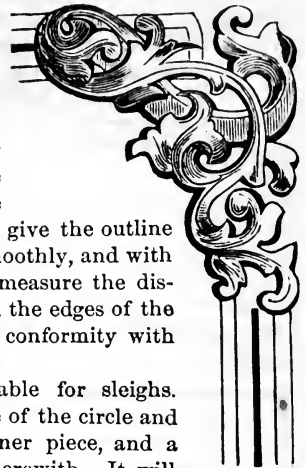 give the outline
oothly, and with
measure the dis-
the edges of the
conformity with
able for sleighs.
of the circle and
ner piece, and a
It will